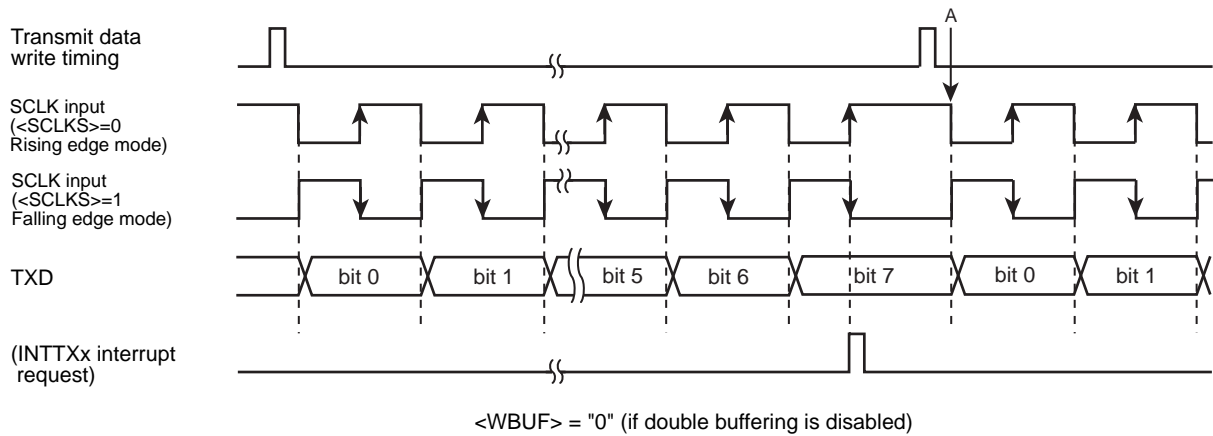 A
Transmit data
write timing
SCLK input
(<SCLKS>=0
Rising edge mode)
SCLK input
(<SCLKS>=1
Falling edge mode)
TXD
bit 0
bit 1
bit 5
bit 6
bit 7
bit 0
bit 1
(INTTXx interrupt
request)
<WBUF> = "0" (if double buffering is disabled)